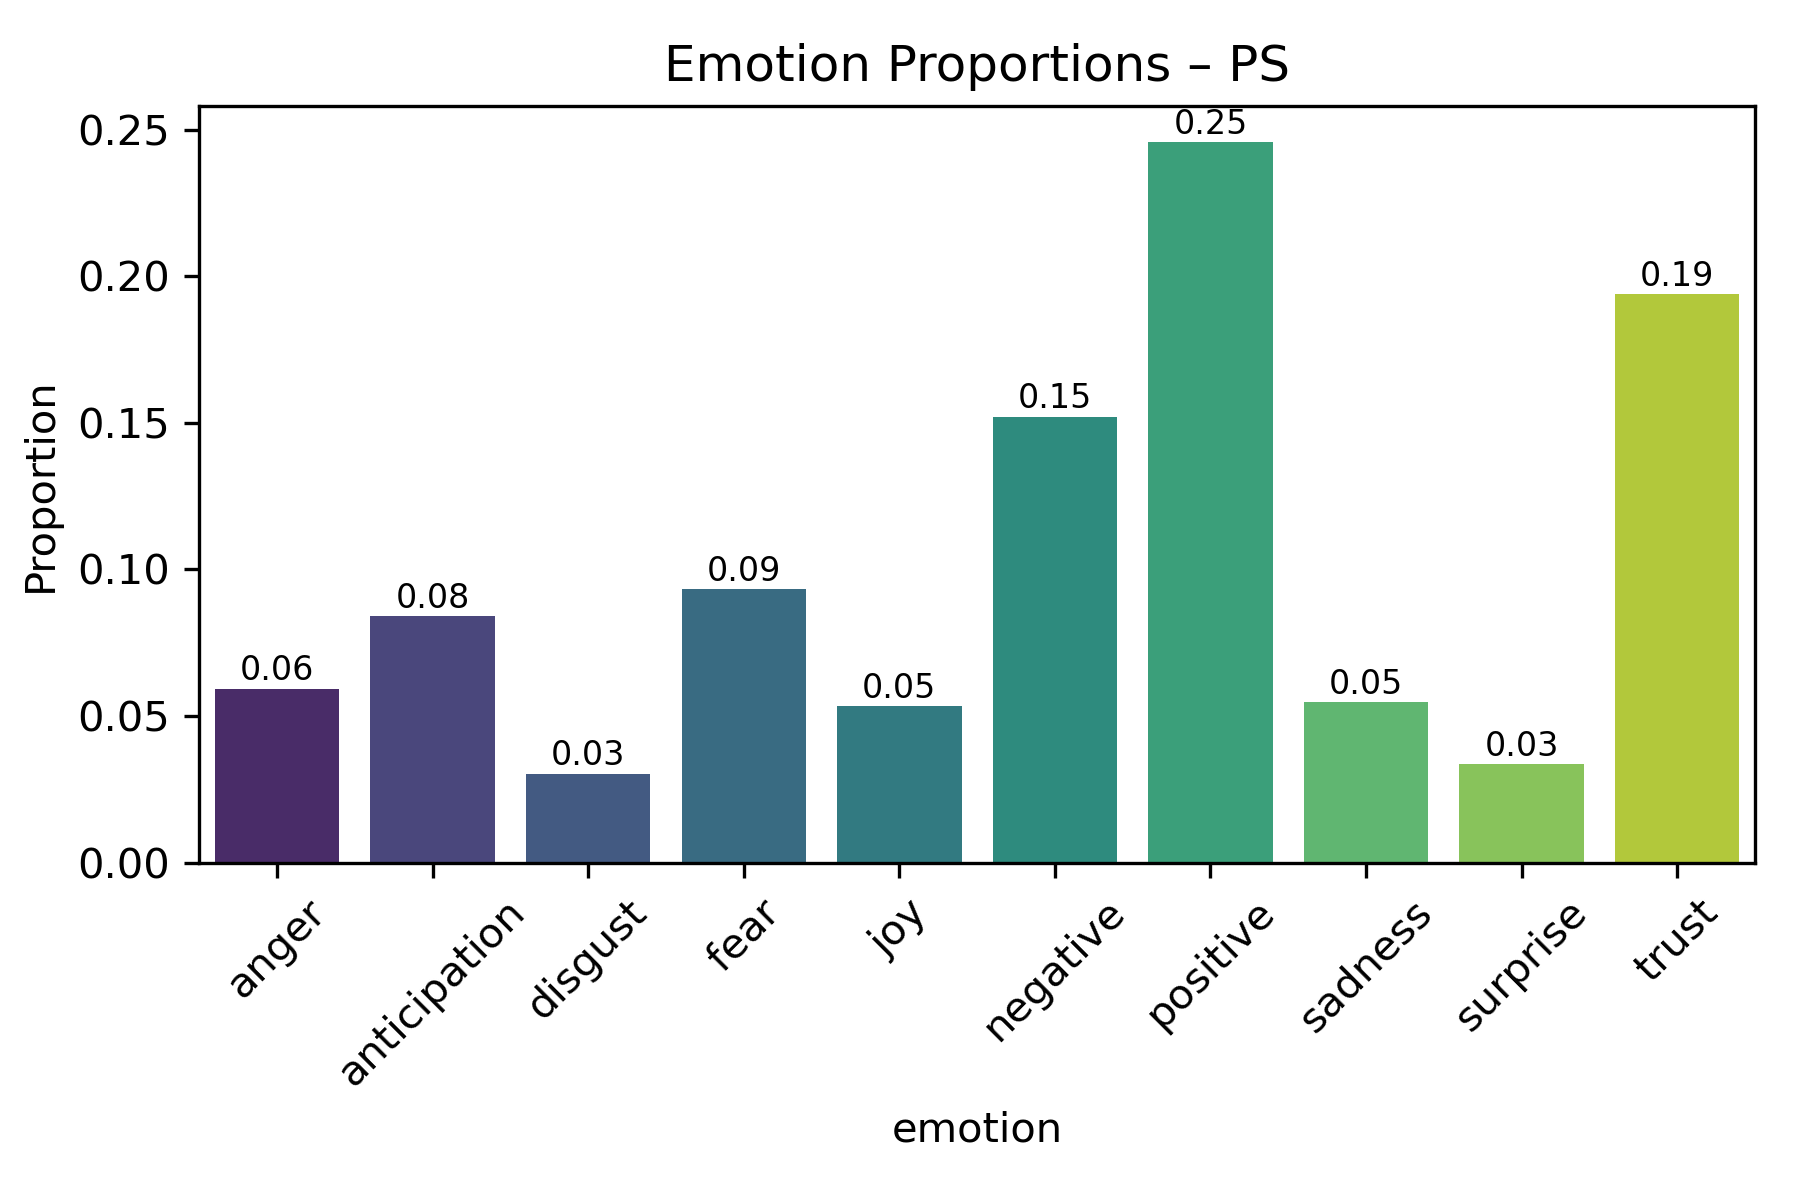 Emotion Proportions – PS
Proportion
0.25
0.20
0.15
0.10
0.05
0.00
0.06
0.08
0.03
0.09
0.05
0.15
0.25
0.05
0.03
0.19
anger
anticipation
disgust
fear
joy
negative
positive
sadness
surprise
trust
emotion